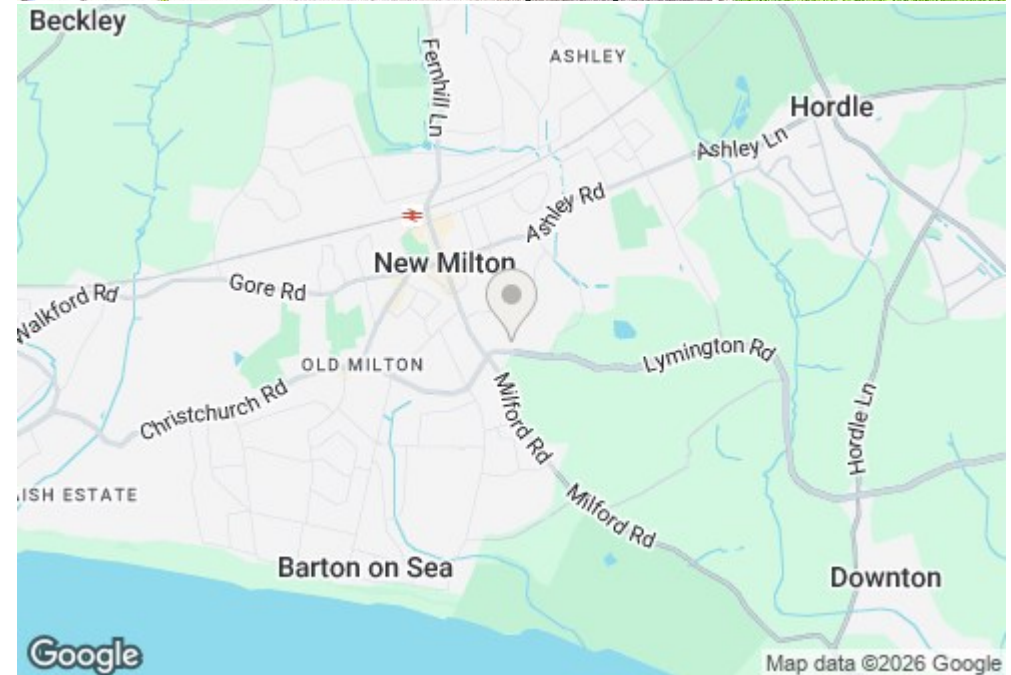 Beckley
Fernhill Ln
ASHLEY
Hordle
Ashley Ln
Ashley Rd
New Milton
Gore Rd
Walkford Rd
OLD MILTON
Lymington Rd
Christchurch Rd
Milford Rd
Hordle Ln
AISH ESTATE
Milford Rd
Barton on Sea
Downton
Google
Map data ©2026 Google